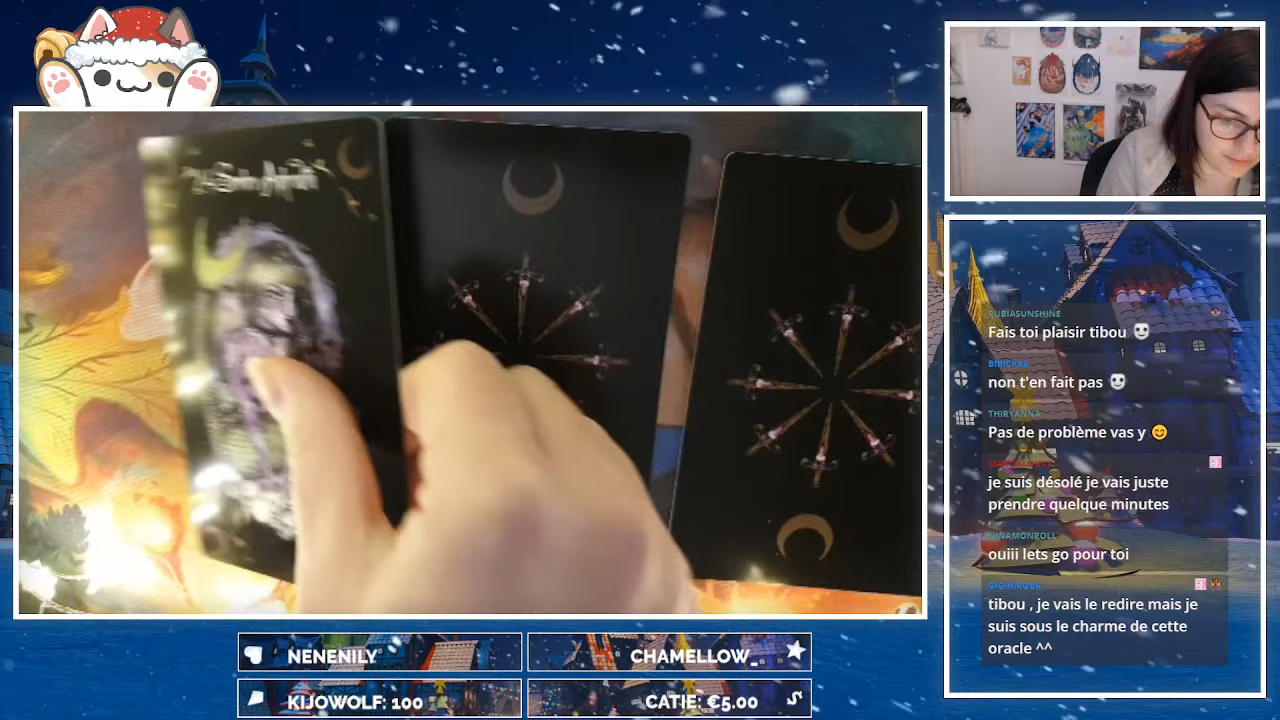 RUBIASUNSHINE
Fais toi plaisir tibou
non t'en fait pas
THIRYANNA
Pas de problème vas y
je suis désolé je vais juste
prendre quelque minutes
NINAMONROLL
ouiii lets go pour toi
GIGIHIROBA
tibou , je vais le redire mais je
suis sous le charme de cette
oracle ^^
NENENILY
CHAMELLOW_
KIJOWOLF: 100
CATIE: €5.00